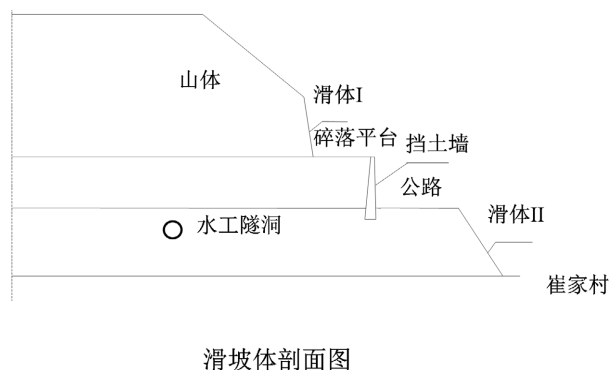 山体
滑体I
碎落平台
挡土墙
公路
滑体II
水工隧洞
崔家村
滑坡体剖面图